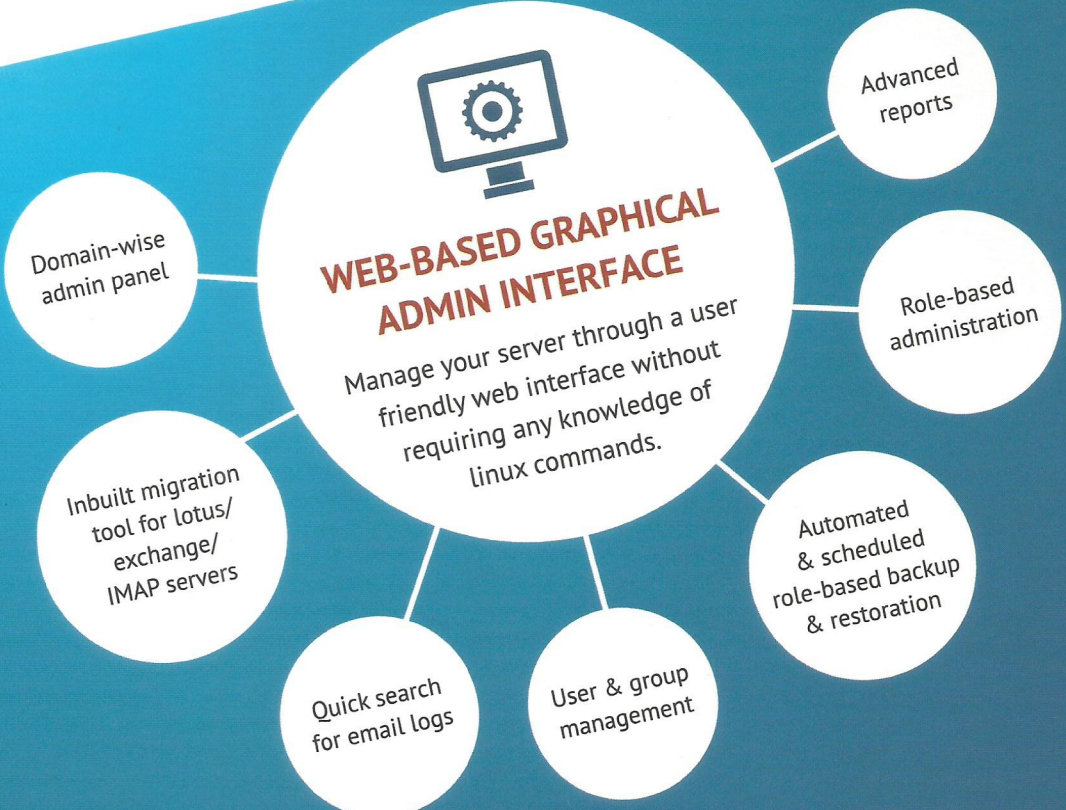 WEB-BASED GRAPHICAL
ADMIN INTERFACE
Manage your server through a user
friendly web interface without
requiring any knowledge of
linux commands.
Advanced
reports
Role-based
administration
Automated
& scheduled
role-based backup
& restoration
User & group
management
Quick search
for email logs
Inbuilt migration
tool for lotus/
exchange/
IMAP servers
Domain-wise
admin panel